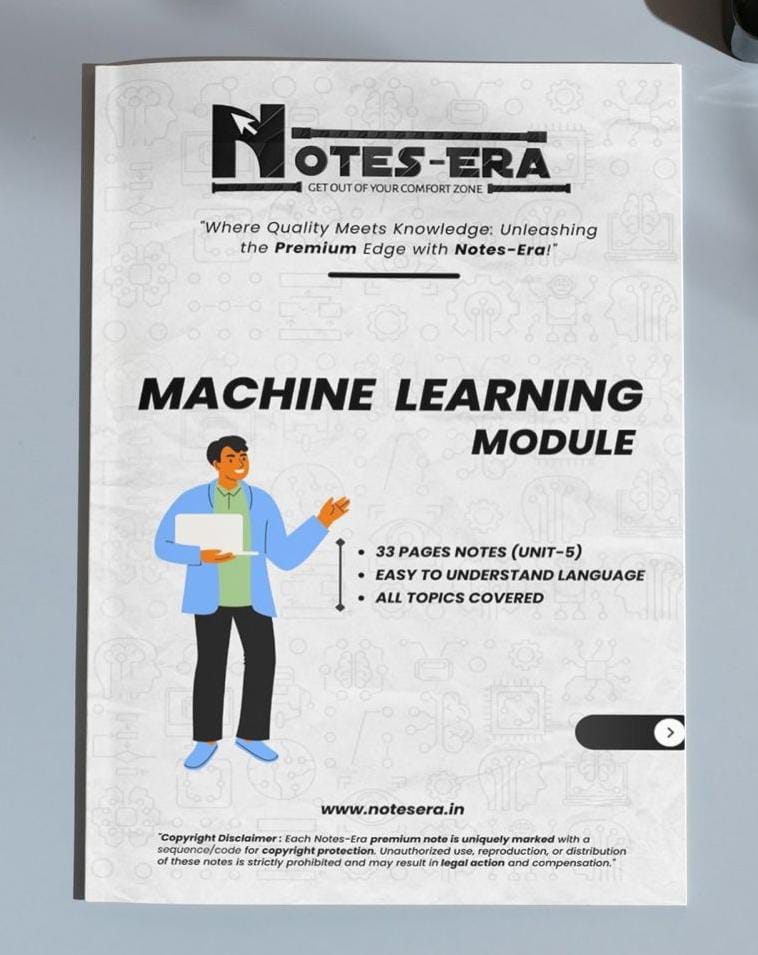 NOTES-ERA
GET OUT OF YOUR COMFORT ZONE
"Where Quality Meets Knowledge: Unleashing
the Premium Edge with Notes-Era!"
MACHINE LEARNING
MODULE
• 33 PAGES NOTES (UNIT-5)
• EASY TO UNDERSTAND LANGUAGE
• ALL TOPICS COVERED
www.notesera.in
"Copyright Disclaimer : Each Notes-Era premium note is uniquely marked with a
sequence/code for copyright protection. Unauthorized use, reproduction, or distribution
of these notes is strictly prohibited and may result in legal action and compensation."